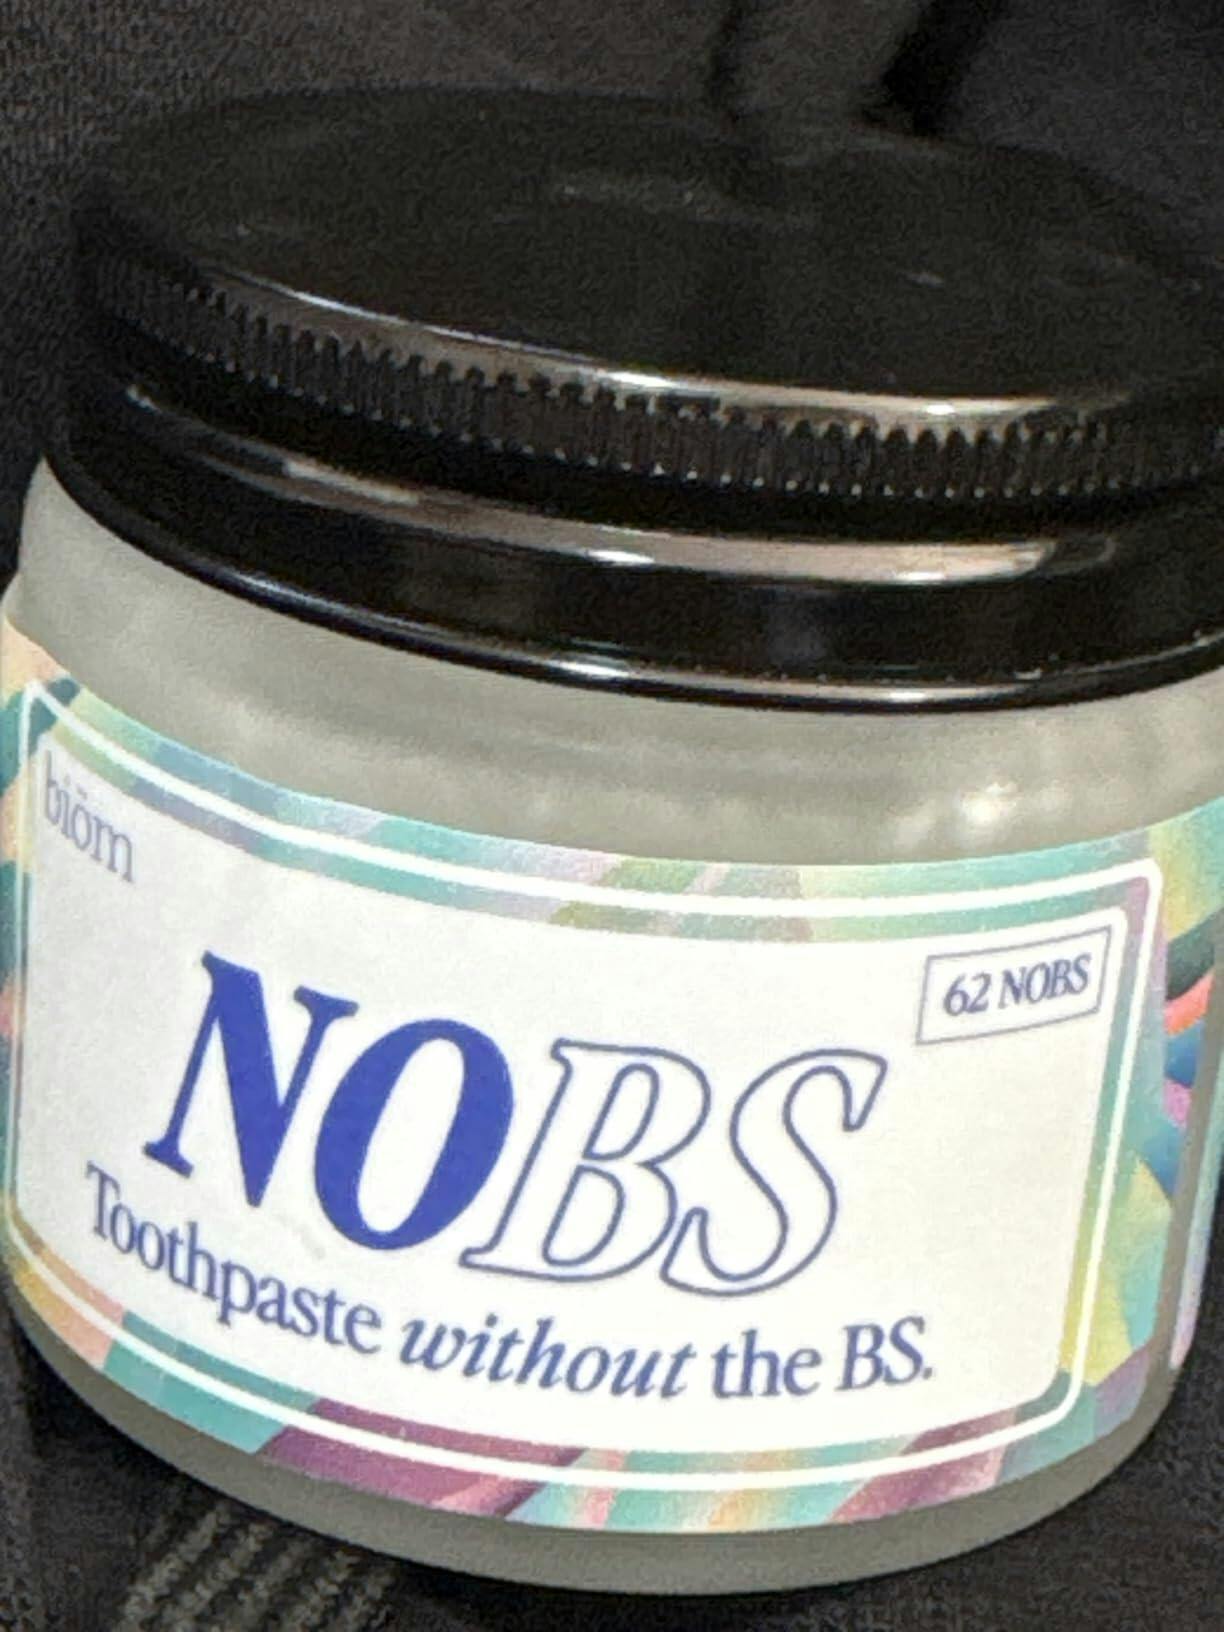 biöm
62 NOBS
NOBS
Toothpaste without the BS.